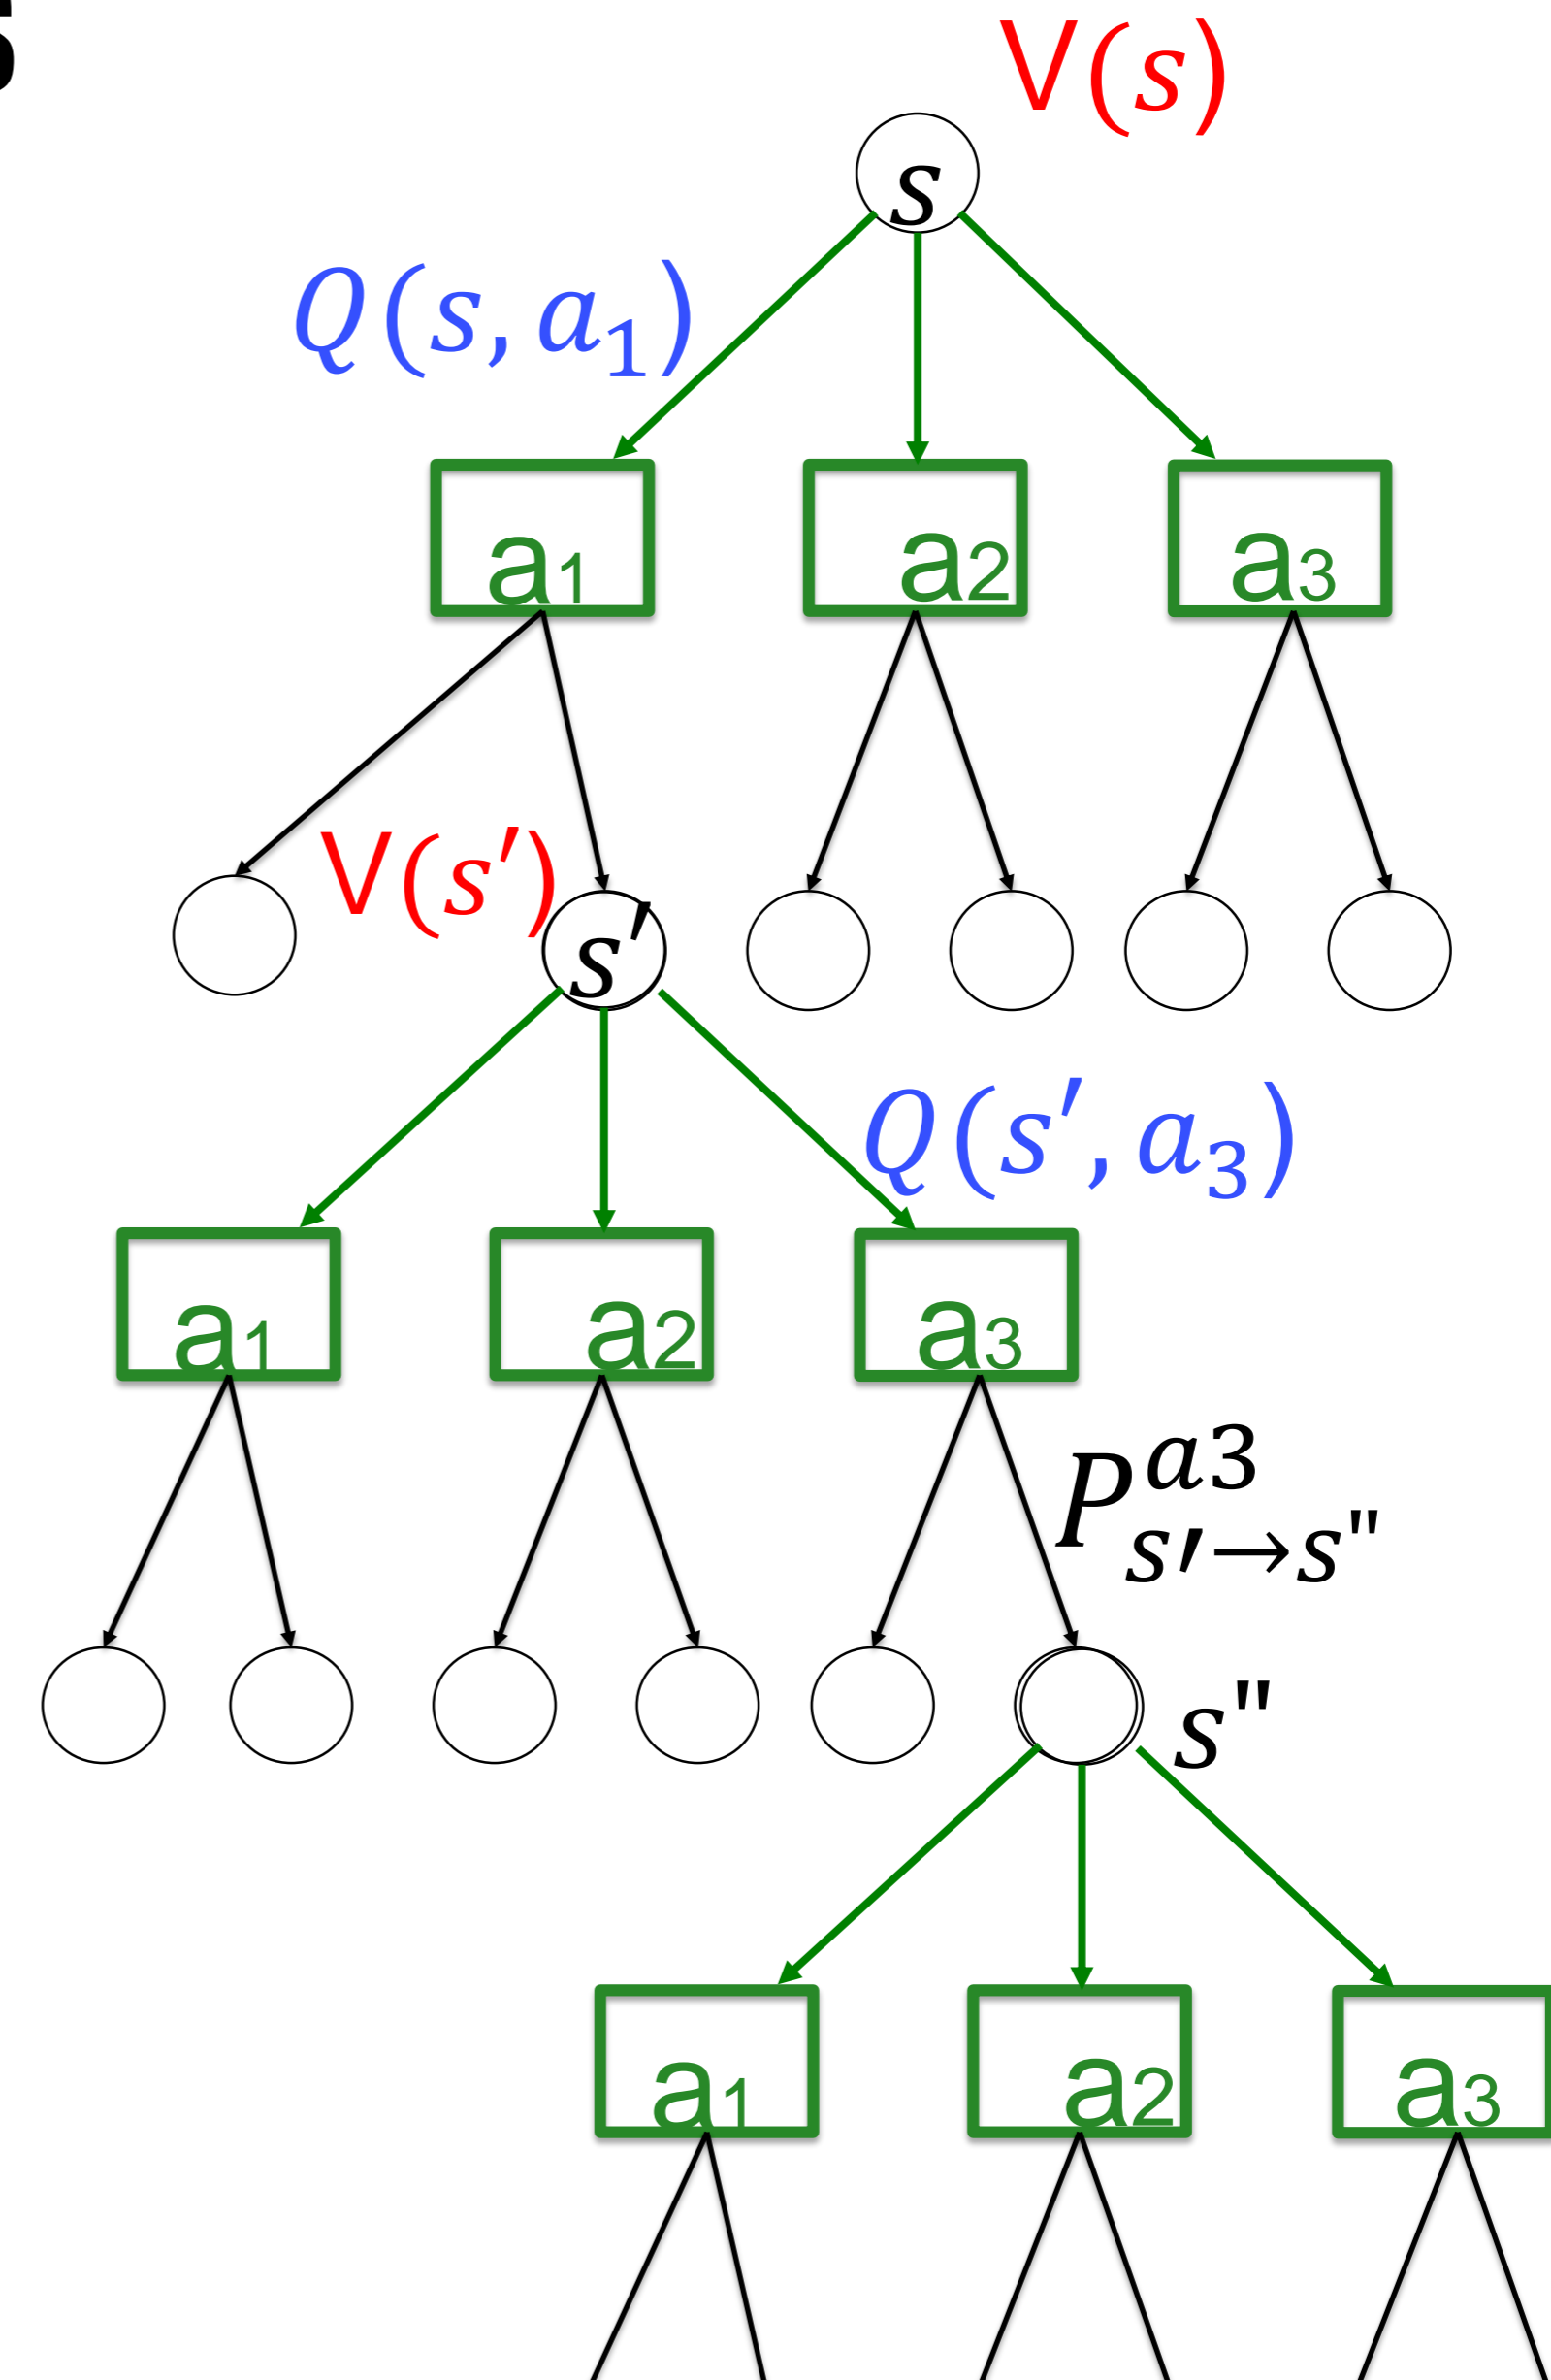 V(s)
s
Q(s, a₁)
a₁ a₂ a₃
V(s′)
s′
Q(s′, a₃)
a₁ a₂ a₃
P^{a3}_{s′→s"}
s"
a₁ a₂ a₃